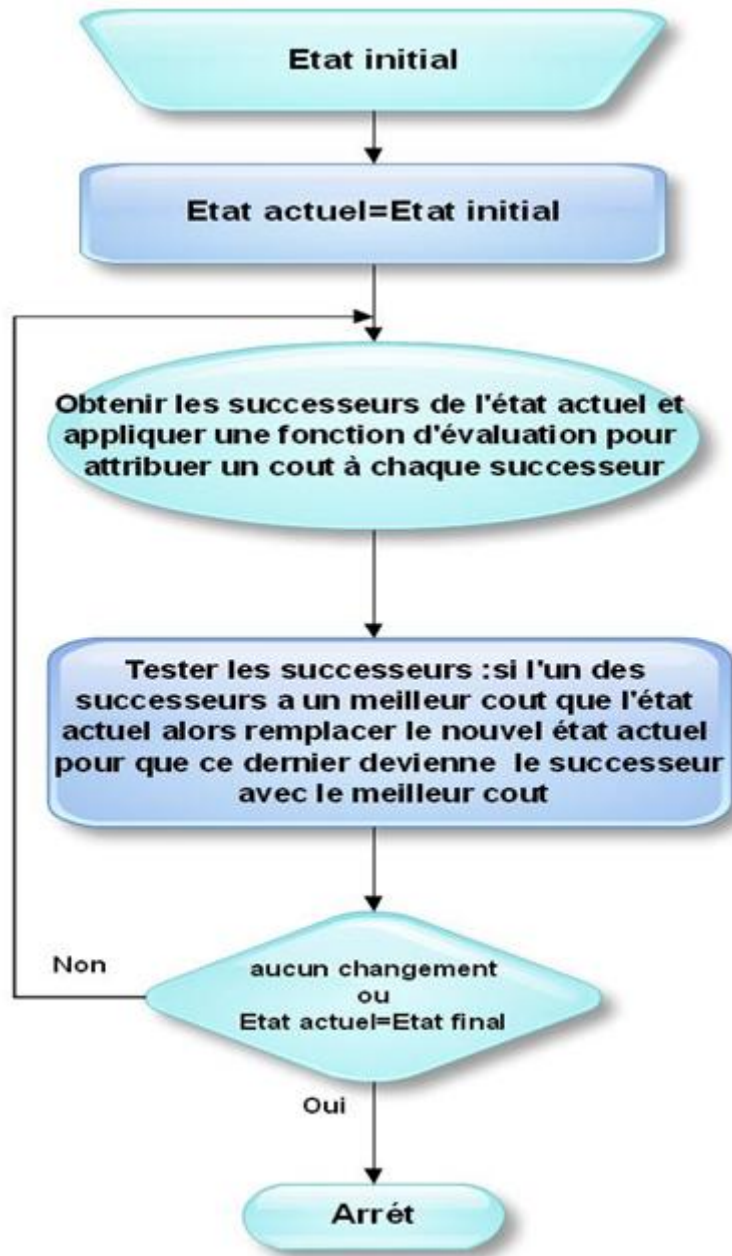 Etat initial
Etat actuel=Etat initial
Obtenir les successeurs de l'état actuel et
appliquer une fonction d'évaluation pour
attribuer un cout à chaque successeur
Tester les successeurs :si l'un des
successeurs a un meilleur cout que l'état
actuel alors remplacer le nouvel état actuel
pour que ce dernier devienne le successeur
avec le meilleur cout
Non
aucun changement
ou
Etat actuel=Etat final
Oui
Arrét